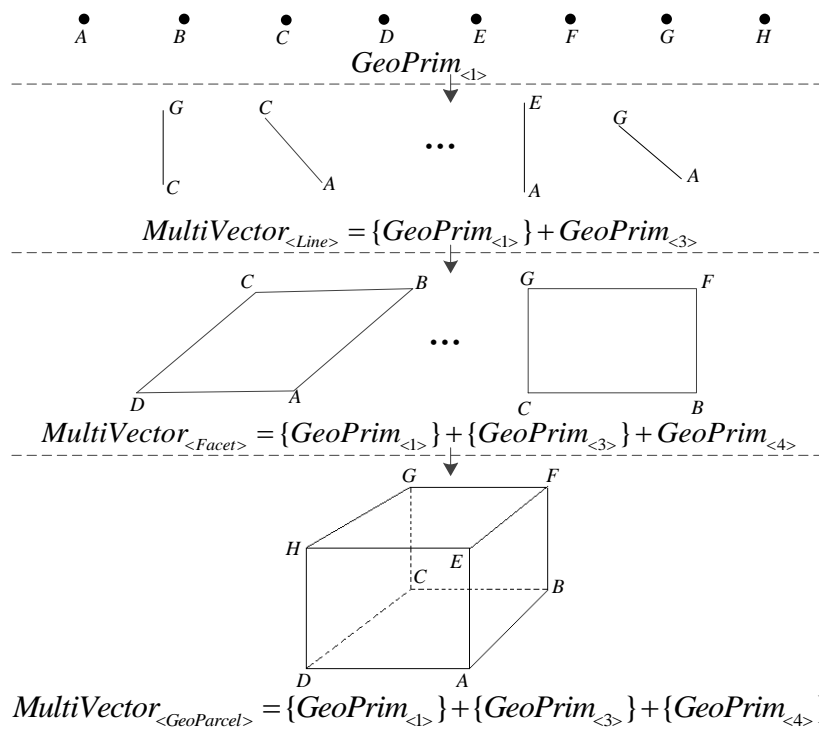 A B C D E F G H
GeoPrim<1>
G C E G
C A ... A A
MultiVector<Line> = {GeoPrim<1>} + GeoPrim<3>
C B G F
...
D A C B
MultiVector<Facet> = {GeoPrim<1>} + {GeoPrim<3>} + GeoPrim<4>
G F
H E
C B
D A
MultiVector<GeoParcel> = {GeoPrim<1>} + {GeoPrim<3>} + {GeoPrim<4>}